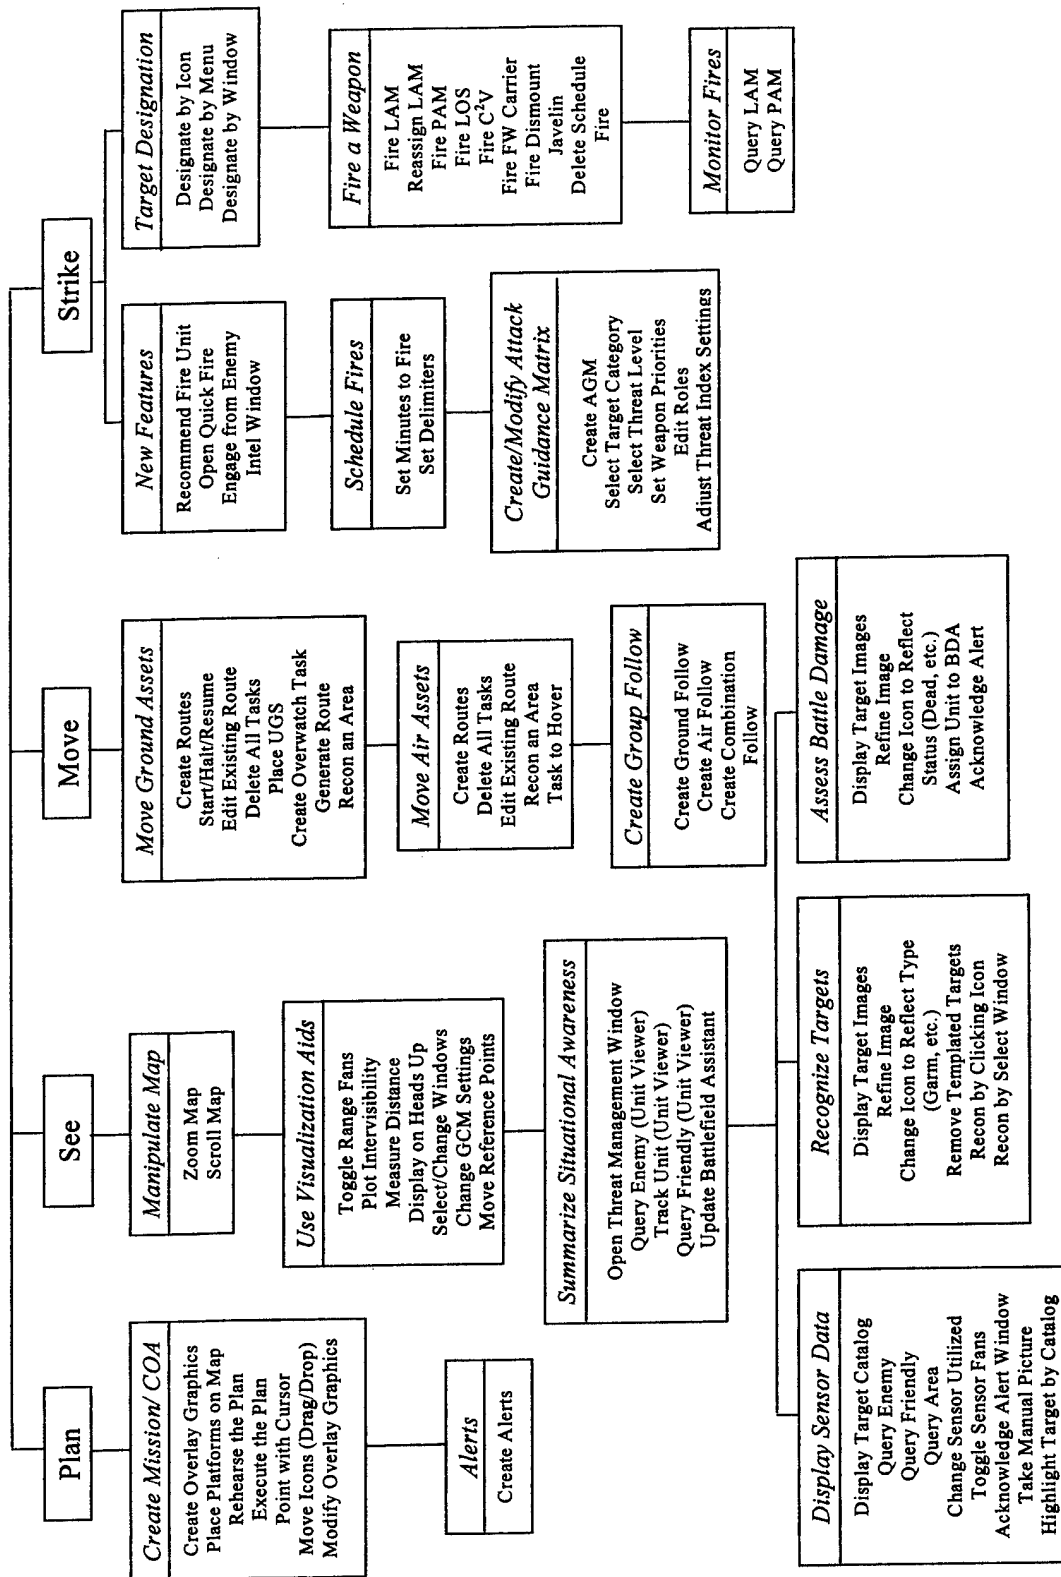 Plan
Create Mission/ COA
Create Overlay Graphics
Place Platforms on Map
Rehearse the Plan
Execute the Plan
Point with Cursor
Move Icons (Drag/Drop)
Modify Overlay Graphics
Alerts
Create Alerts
See
Manipulate Map
Zoom Map
Scroll Map
Use Visualization Aids
Toggle Range Fans
Plot Intervisibility
Measure Distance
Display on Heads Up
Select/Change Windows
Change GCM Settings
Move Reference Points
Summarize Situational Awareness
Open Threat Management Window
Query Enemy (Unit Viewer)
Track Unit (Unit Viewer)
Query Friendly (Unit Viewer)
Update Battlefield Assistant
Display Sensor Data
Display Target Catalog
Query Enemy
Query Friendly
Query Area
Change Sensor Utilized
Toggle Sensor Fans
Acknowledge Alert Window
Take Manual Picture
Highlight Target by Catalog
Recognize Targets
Display Target Images
Refine Image
Change Icon to Reflect Type
(Garm, etc.)
Remove Templated Targets
Recon by Clicking Icon
Recon by Select Window
Assess Battle Damage
Display Target Images
Refine Image
Change Icon to Reflect
Status (Dead, etc.)
Assign Unit to BDA
Acknowledge Alert
Move
Move Ground Assets
Create Routes
Start/Halt/Resume
Edit Existing Route
Delete All Tasks
Place UGS
Create Overwatch Task
Generate Route
Recon an Area
Move Air Assets
Create Routes
Delete All Tasks
Edit Existing Route
Recon an Area
Task to Hover
Create Group Follow
Create Ground Follow
Create Air Follow
Create Combination
Follow
Strike
New Features
Recommend Fire Unit
Open Quick Fire
Engage from Enemy
Intel Window
Schedule Fires
Set Minutes to Fire
Set Delimiters
Create/Modify Attack
Guidance Matrix
Create AGM
Select Target Category
Select Threat Level
Set Weapon Priorities
Edit Roles
Adjust Threat Index Settings
Target Designation
Designate by Icon
Designate by Menu
Designate by Window
Fire a Weapon
Fire LAM
Reassign LAM
Fire PAM
Fire LOS
Fire C²V
Fire FW Carrier
Fire Dismount
Javelin
Delete Schedule
Fire
Monitor Fires
Query LAM
Query PAM